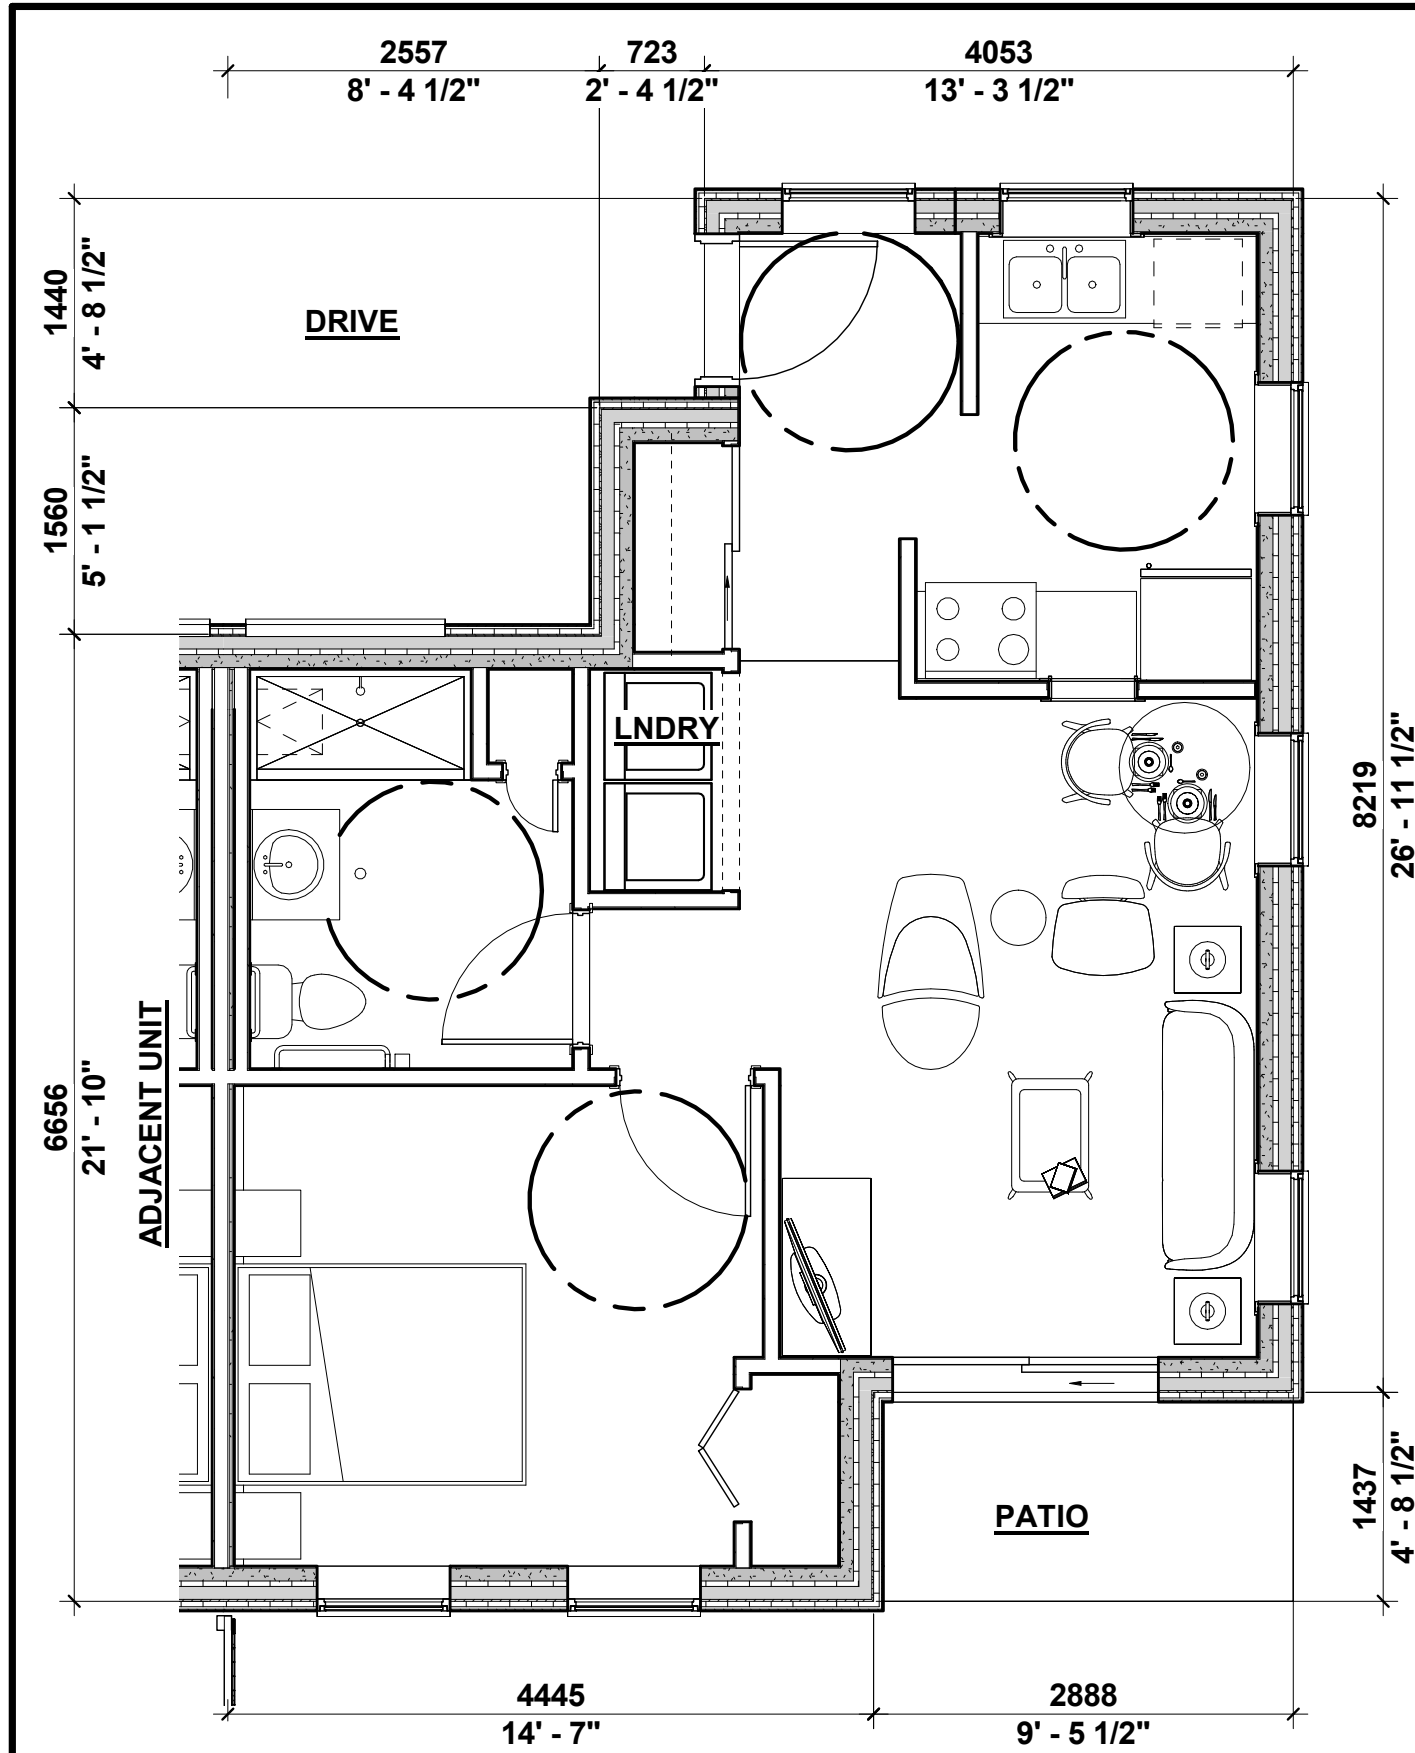 2557
8' - 4 1/2"
723
2' - 4 1/2"
4053
13' - 3 1/2"
1440
4' - 8 1/2"
DRIVE
1560
5' - 1 1/2"
LNDRY
8219
26' - 11 1/2"
ADJACENT UNIT
6656
21' - 10"
PATIO
1437
4' - 8 1/2"
4445
14' - 7"
2888
9' - 5 1/2"